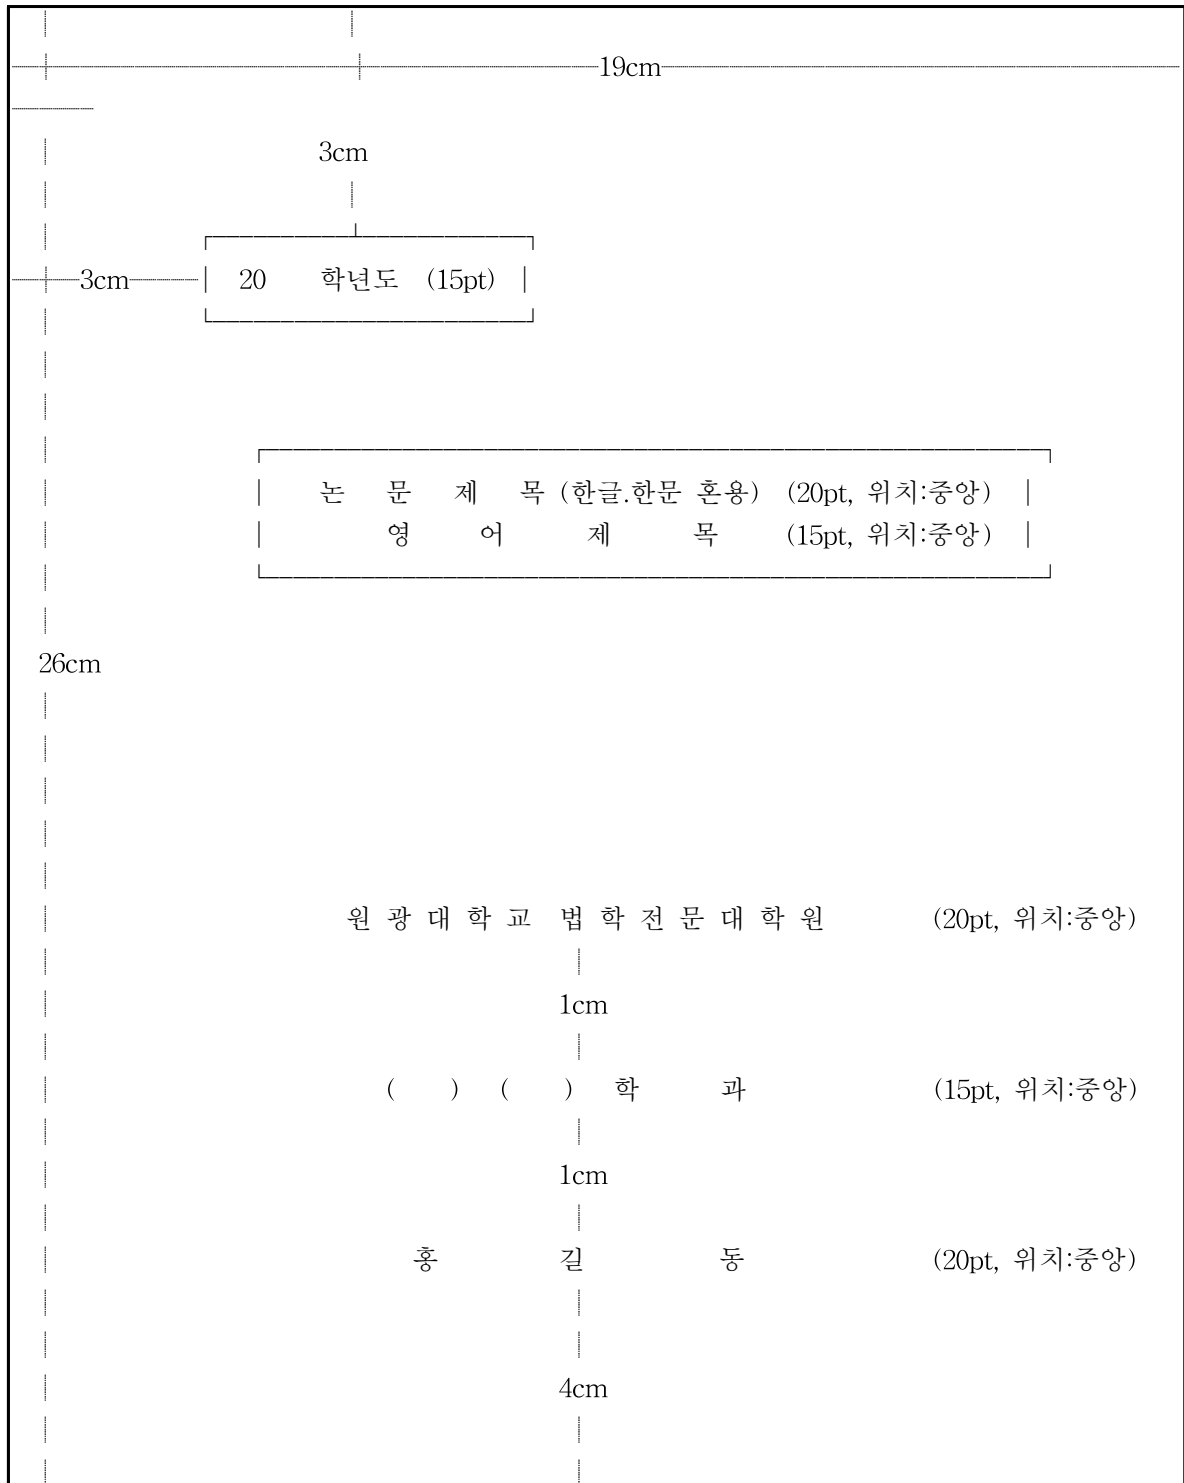 19cm
3cm
3cm 20 학년도 (15pt)
논 문 제 목 (한글.한문 혼용) (20pt, 위치:중앙)
영 어 제 목 (15pt, 위치:중앙)
26cm
원 광 대 학 교 법 학 전 문 대 학 원 (20pt, 위치:중앙)
1cm
( ) ( ) 학 과 (15pt, 위치:중앙)
1cm
홍 길 동 (20pt, 위치:중앙)
4cm